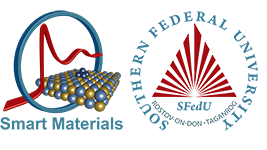 Smart Materials
SOUTHERN FEDERAL UNIVERSITY
SFedU
ROSTOV-ON-DON • TAGANROG